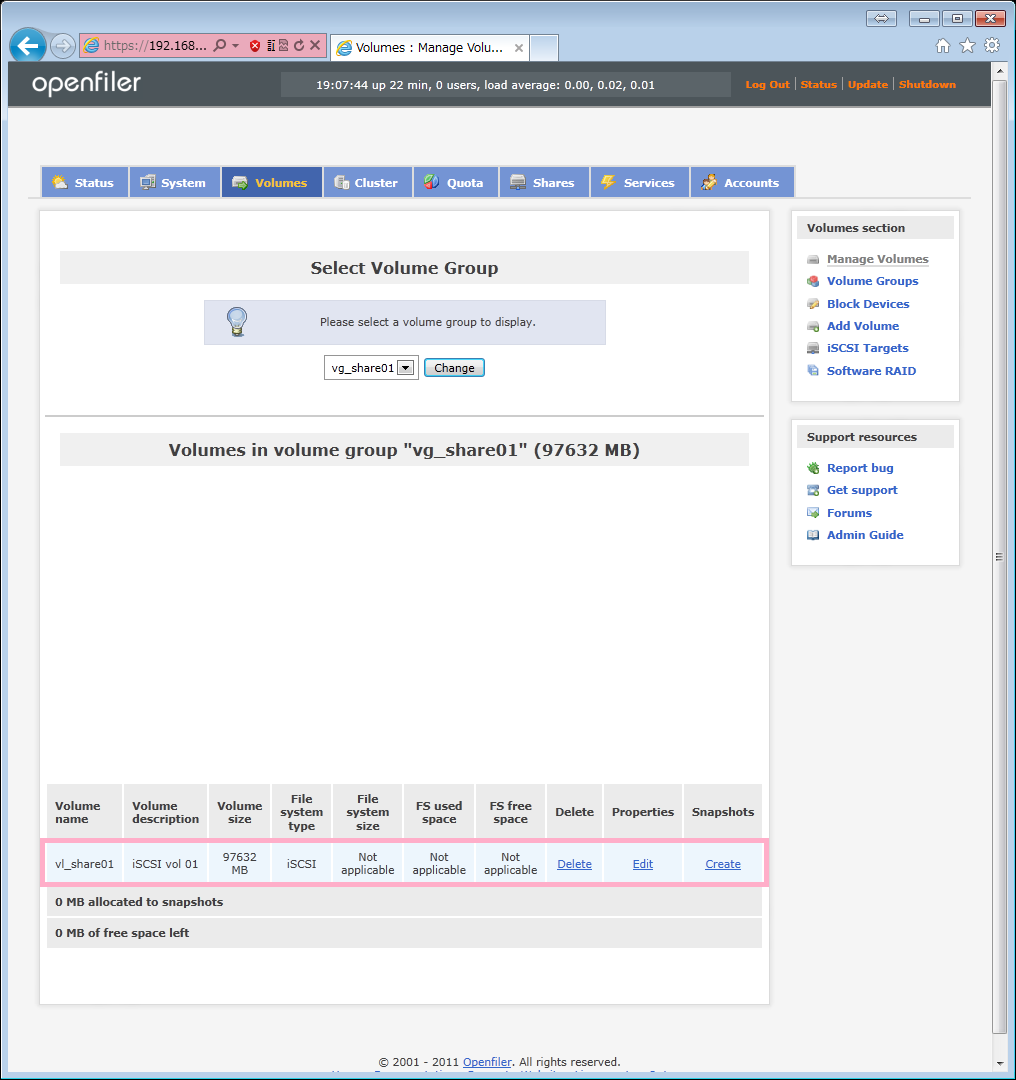 https://192.168... Volumes : Manage Volu...
openfiler
19:07:44 up 22 min, 0 users, load average: 0.00, 0.02, 0.01
Log Out | Status | Update | Shutdown
Status System Volumes Cluster Quota Shares Services Accounts
Select Volume Group
Please select a volume group to display.
vg_share01 Change
Volumes in volume group "vg_share01" (97632 MB)
Volume name Volume description Volume size File system type File system size FS used space FS free space Delete Properties Snapshots
vl_share01 iSCSI vol 01 97632 MB iSCSI Not applicable Not applicable Not applicable Delete Edit Create
0 MB allocated to snapshots
0 MB of free space left
Volumes section
Manage Volumes
Volume Groups
Block Devices
Add Volume
iSCSI Targets
Software RAID
Support resources
Report bug
Get support
Forums
Admin Guide
© 2001 - 2011 Openfiler. All rights reserved.